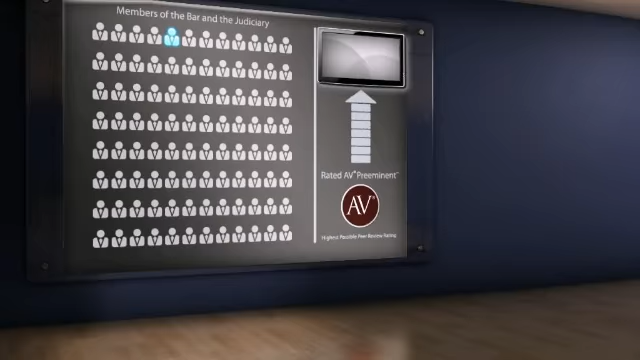 Members of the Bar and the Judiciary
Rated AV® Preeminent™
AV®
Highest Possible Peer Review Rating